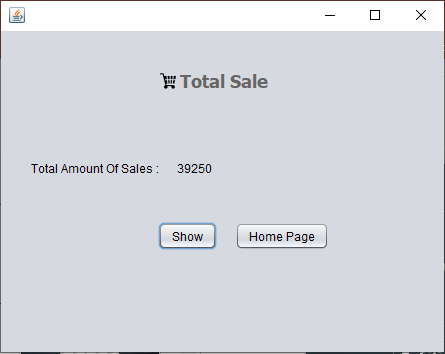 Total Sale
Total Amount Of Sales : 39250
Show Home Page